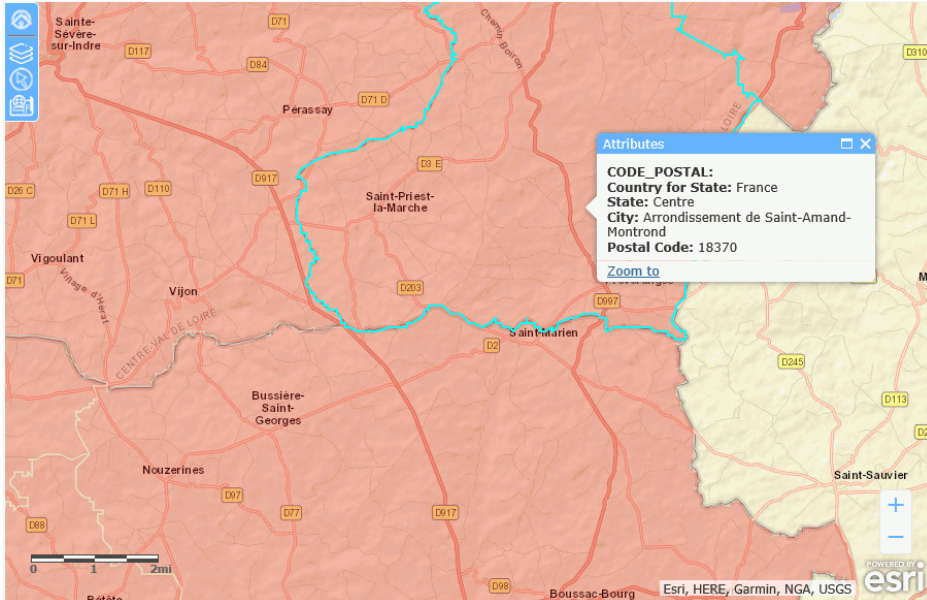 Sainte-
Sévère-
sur-Indre
D71
Chemin Boiron
D310
D117
D84
D71 D
Pérassay
LOIRE
Attributes
CODE_POSTAL:
Country for State: France
State: Centre
City: Arrondissement de Saint-Amand-
Montrond
Postal Code: 18370
Zoom to
D3 E
D917
D26 C
D71 H
D110
Saint-Priest-
la-Marche
D71 L
Vigoulant
D71
Village d'Hérat
Vijon
D203
D997
CENTRE-VAL DE LOIRE
Saint-Marien
D2
D245
Bussière-
Saint-
Georges
D113
Nouzerines
Saint-Sauvier
D97
D77
D917
D88
0 1 2mi
D98
Boussac-Bourg
Esri, HERE, Garmin, NGA, USGS
POWERED BY
esri